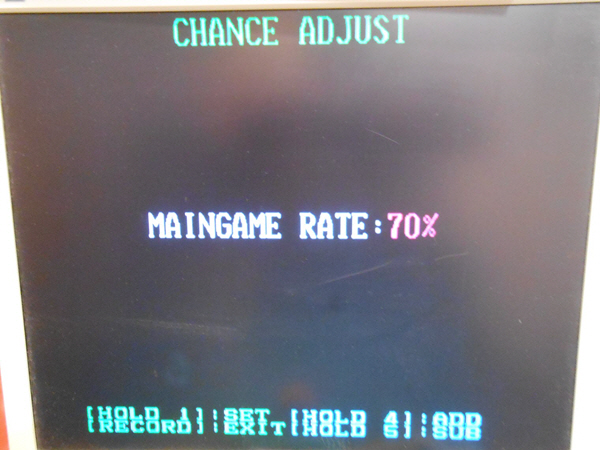 CHANCE ADJUST
MAINGAME RATE:70%
[HOLD 1]:SET [HOLD 4]:ADD
[RECORD]:EXIT[HOLD 5]:SUB